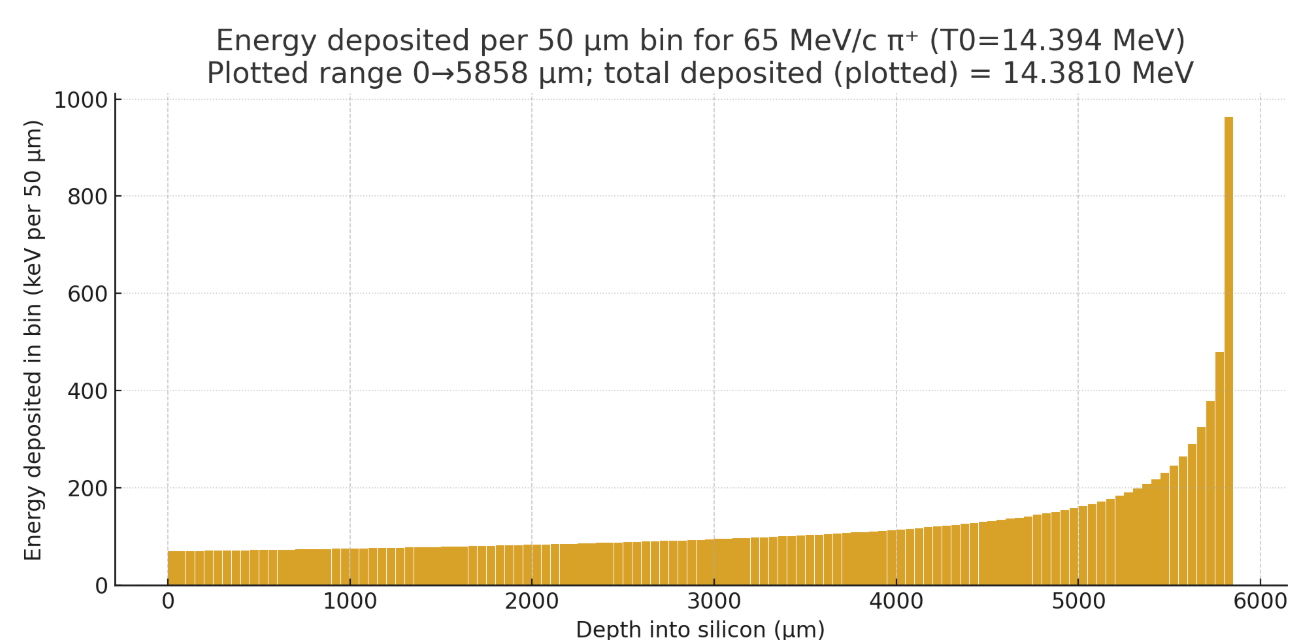 Energy deposited per 50 μm bin for 65 MeV/c π⁺ (T0=14.394 MeV)
Plotted range 0→5858 μm; total deposited (plotted) = 14.3810 MeV
Energy deposited in bin (keV per 50 μm)
1000
800
600
400
200
0
0 1000 2000 3000 4000 5000 6000
Depth into silicon (μm)